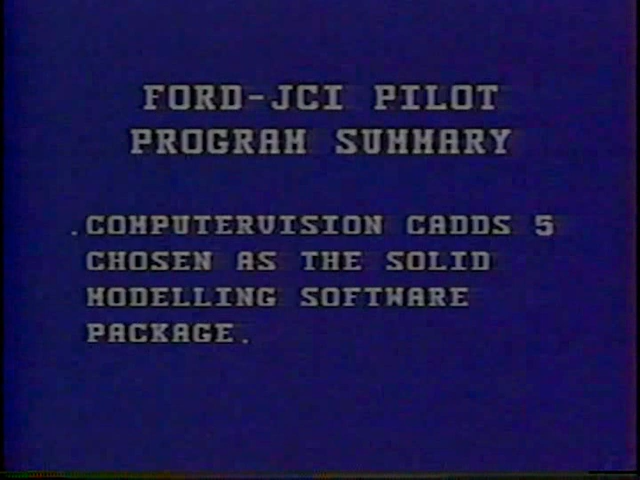 FORD-JCI PILOT
PROGRAM SUMMARY
.COMPUTERVISION CADDS 5
CHOSEN AS THE SOLID
MODELLING SOFTWARE
PACKAGE.